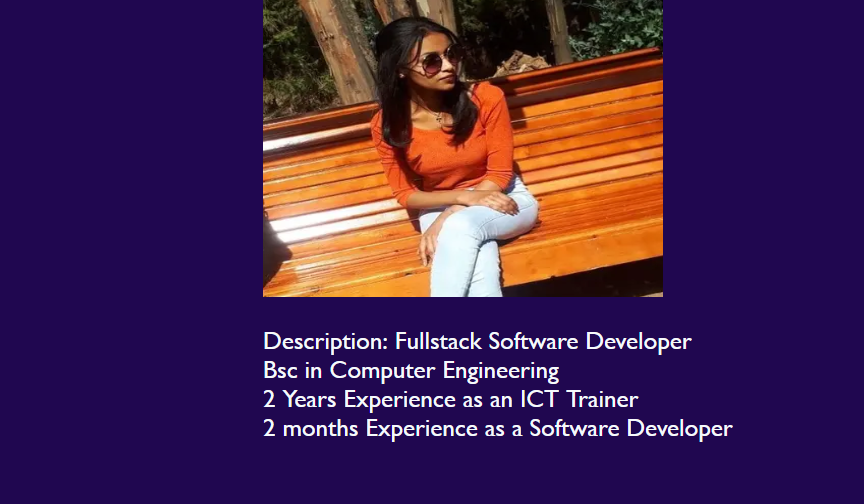 Description: Fullstack Software Developer
Bsc in Computer Engineering
2 Years Experience as an ICT Trainer
2 months Experience as a Software Developer